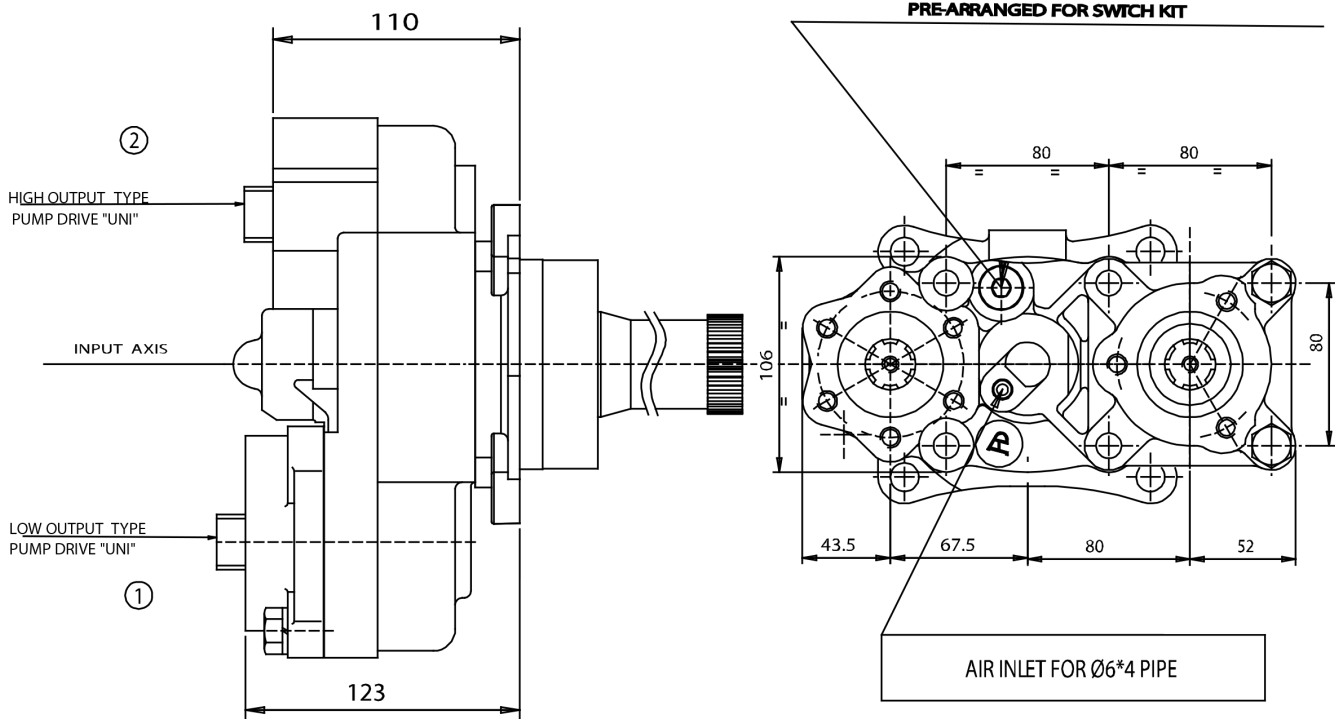 110
PRE-ARRANGED FOR SWITCH KIT
2
80
80
=
=
=
=
HIGH OUTPUT TYPE
PUMP DRIVE "UNI"
INPUT AXIS
=
106
=
80
LOW OUTPUT TYPE
PUMP DRIVE "UNI"
43.5
67.5
80
52
1
AIR INLET FOR Ø6*4 PIPE
123